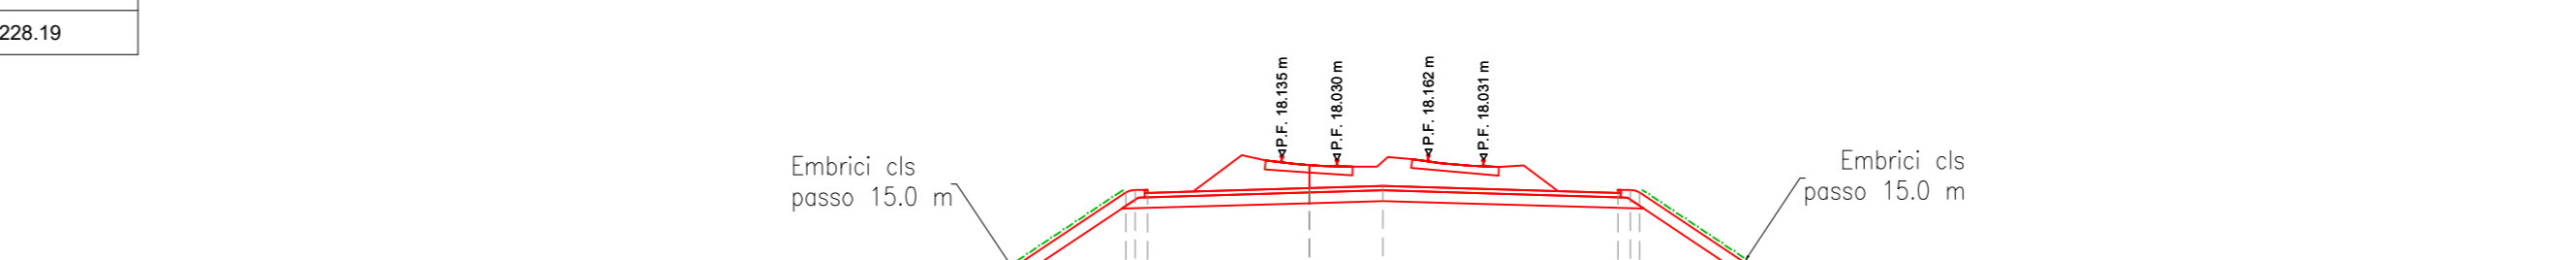 228.19
P.F. 18.135 m
P.F. 18.030 m
P.F. 18.162 m
P.F. 18.031 m
Embrici cls
passo 15.0 m
Embrici cls
passo 15.0 m